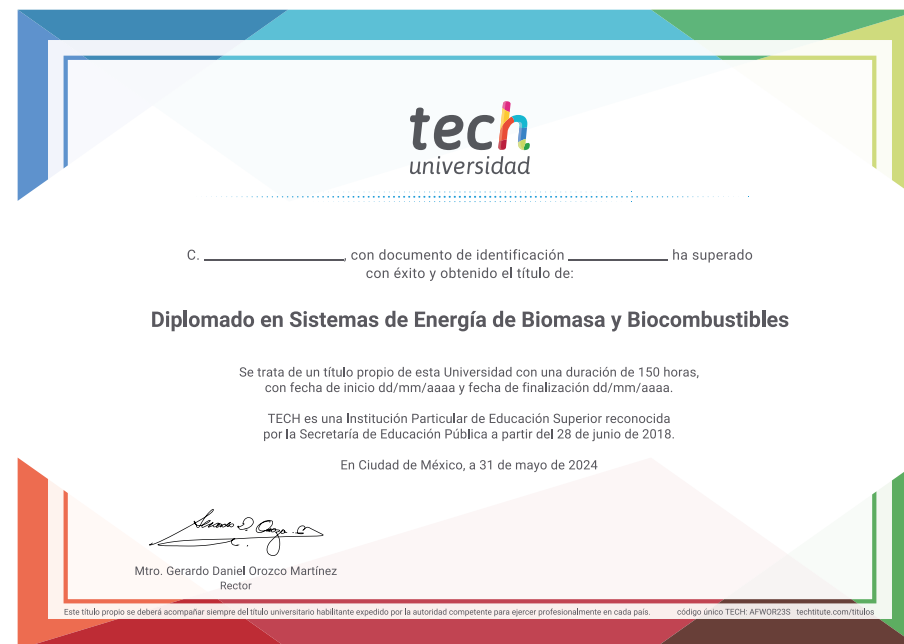 tech
universidad
C. ____________, con documento de identificación ____________ ha superado
con éxito y obtenido el título de:
Diplomado en Sistemas de Energía de Biomasa y Biocombustibles
Se trata de un título propio de esta Universidad con una duración de 150 horas,
con fecha de inicio dd/mm/aaaa y fecha de finalización dd/mm/aaaa.
TECH es una Institución Particular de Educación Superior reconocida
por la Secretaría de Educación Pública a partir del 28 de junio de 2018.
En Ciudad de México, a 31 de mayo de 2024
Mtro. Gerardo Daniel Orozco Martínez
Rector
Este título propio se deberá acompañar siempre del título universitario habilitante expedido por la autoridad competente para ejercer profesionalmente en cada país. código único TECH: AFWOR23S techtitute.com/titulos